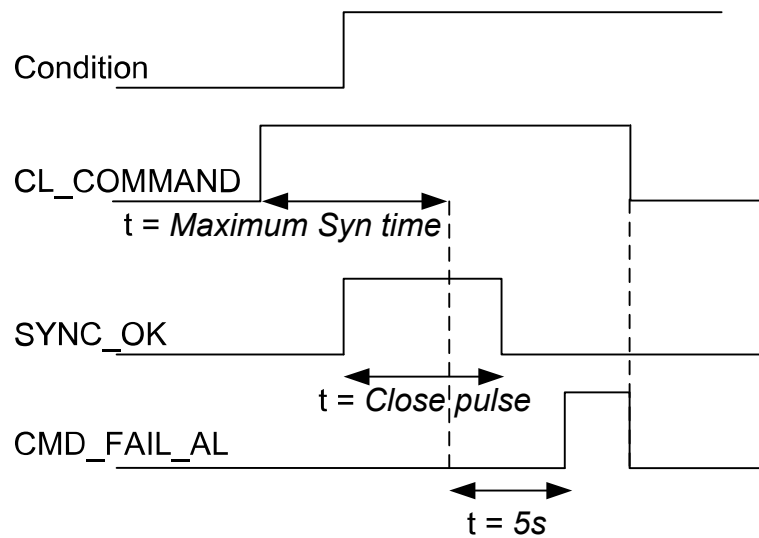 Condition
CL_COMMAND
t = Maximum Syn time
SYNC_OK
t = Close pulse
CMD_FAIL_AL
t = 5s